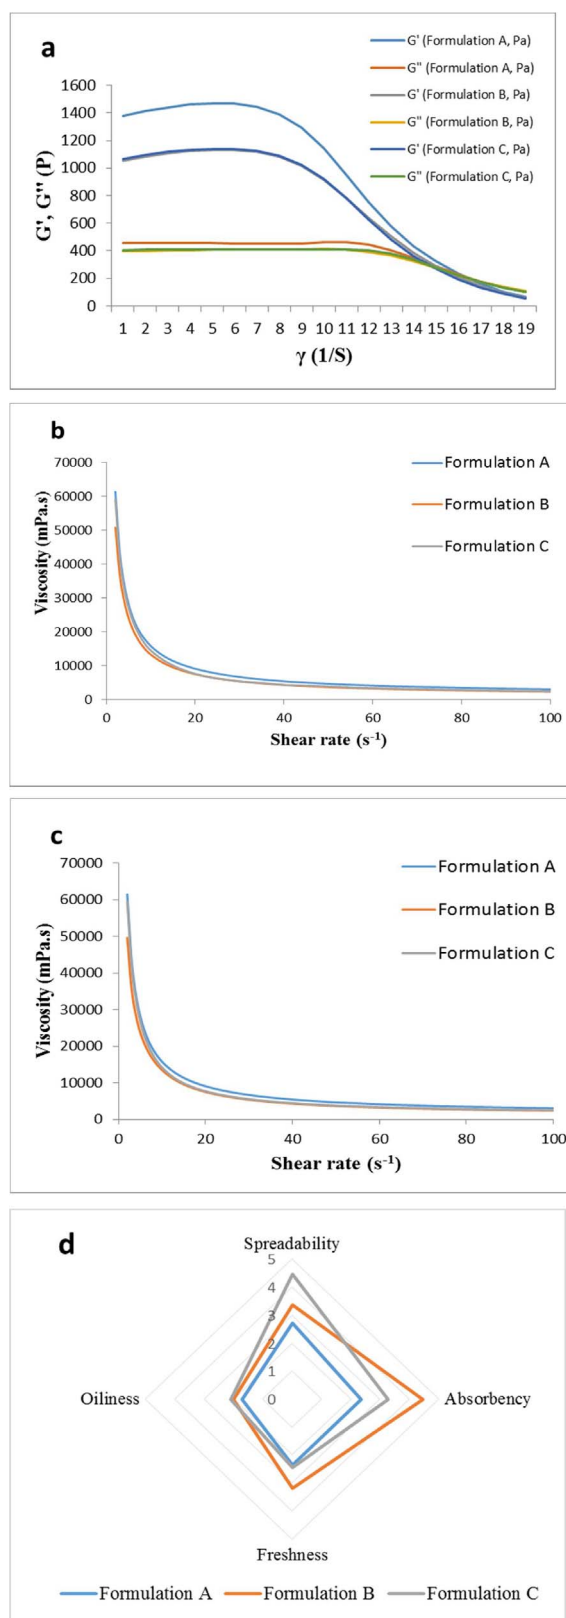 a
G' (Formulation A, Pa)
G" (Formulation A, Pa)
G' (Formulation B, Pa)
G" (Formulation B, Pa)
G' (Formulation C, Pa)
G" (Formulation C, Pa)
G', G" (P)
1600
1400
1200
1000
800
600
400
200
0
1 2 3 4 5 6 7 8 9 10 11 12 13 14 15 16 17 18 19
γ (1/S)
b
Formulation A
Formulation B
Formulation C
Viscosity (mPa.s)
70000
60000
50000
40000
30000
20000
10000
0
0 20 40 60 80 100
Shear rate (s-1)
c
Formulation A
Formulation B
Formulation C
Viscosity (mPa.s)
70000
60000
50000
40000
30000
20000
10000
0
0 20 40 60 80 100
Shear rate (s-1)
d
Spreadability
5
4
3
2
1
0
Oiliness
Absorbency
Freshness
Formulation A Formulation B Formulation C